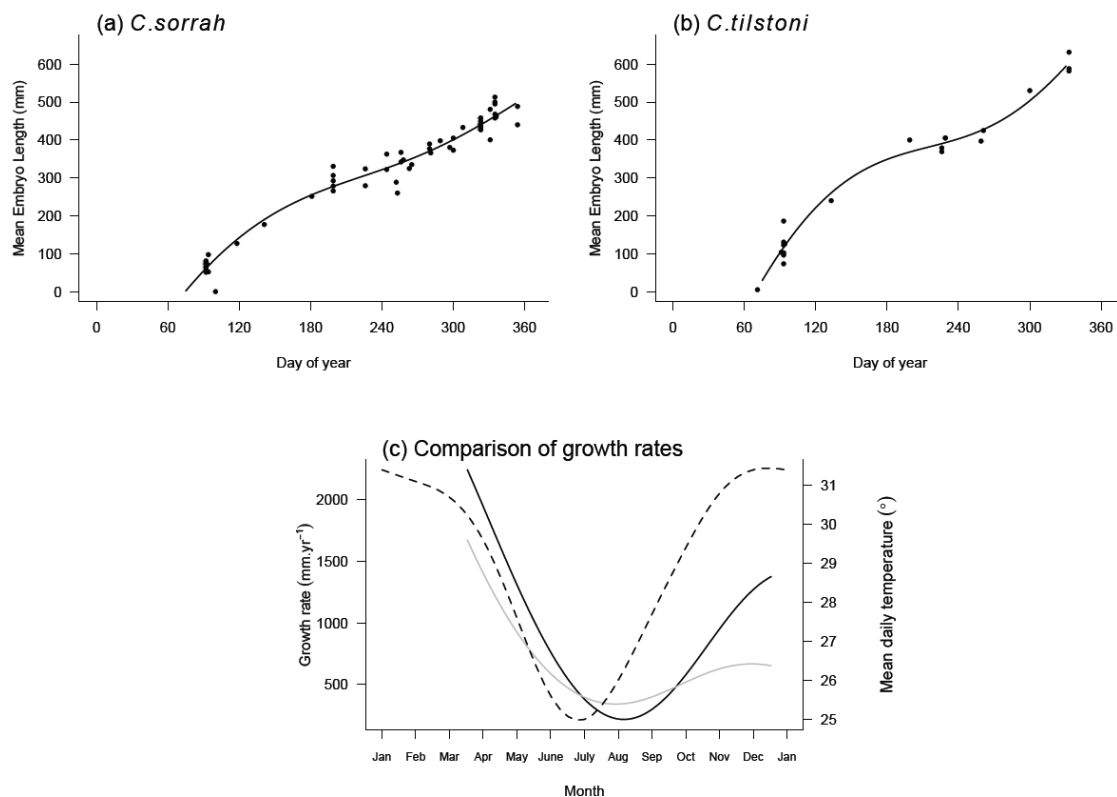 (a) C.sorrah
Mean Embryo Length (mm)
600
500
400
300
200
100
0
0 60 120 180 240 300 360
Day of year
(b) C.tilstoni
Mean Embryo Length (mm)
600
500
400
300
200
100
0
0 60 120 180 240 300 360
Day of year
(c) Comparison of growth rates
Growth rate (mm.yr⁻¹)
2000
1500
1000
500
31
30
29
28
27
26
25
Mean daily temperature (°)
Jan Feb Mar Apr May June July Aug Sep Oct Nov Dec Jan
Month